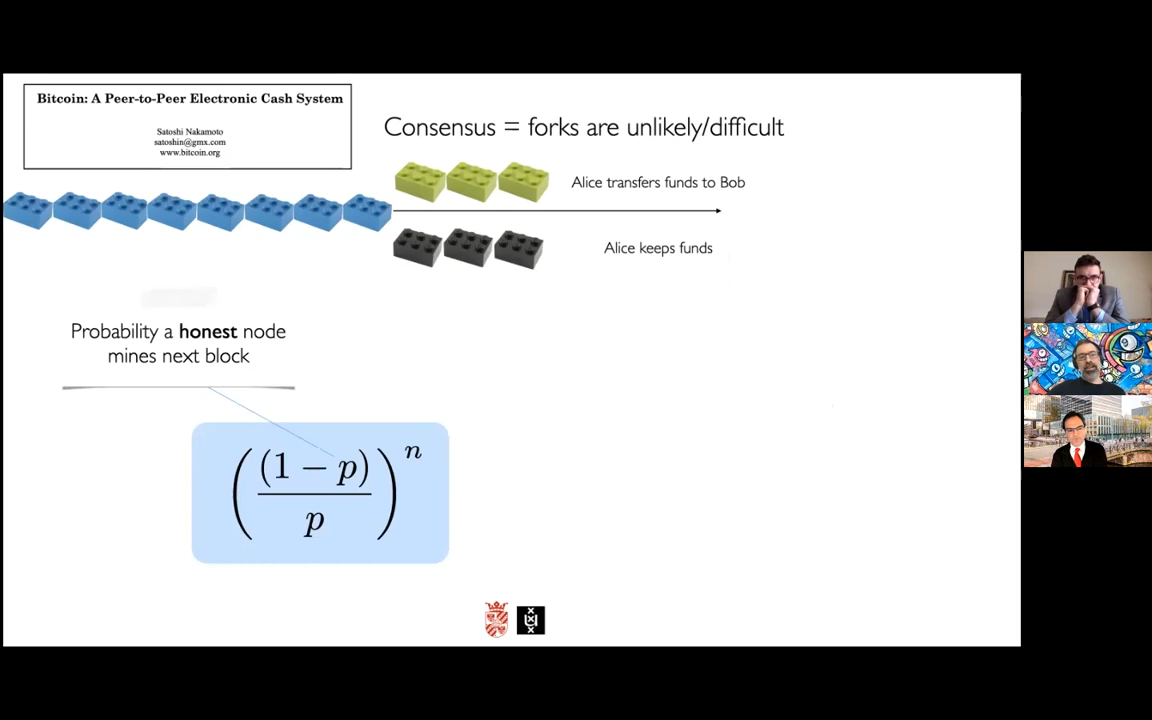 Bitcoin: A Peer-to-Peer Electronic Cash System
Satoshi Nakamoto
satoshin@gmx.com
www.bitcoin.org
Consensus = forks are unlikely/difficult
Alice transfers funds to Bob
Alice keeps funds
Probability a honest node
mines next block
((1 − p) / p)^n